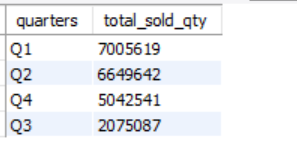 quarters total_sold_qty
Q1 7005619
Q2 6649642
Q4 5042541
Q3 2075087